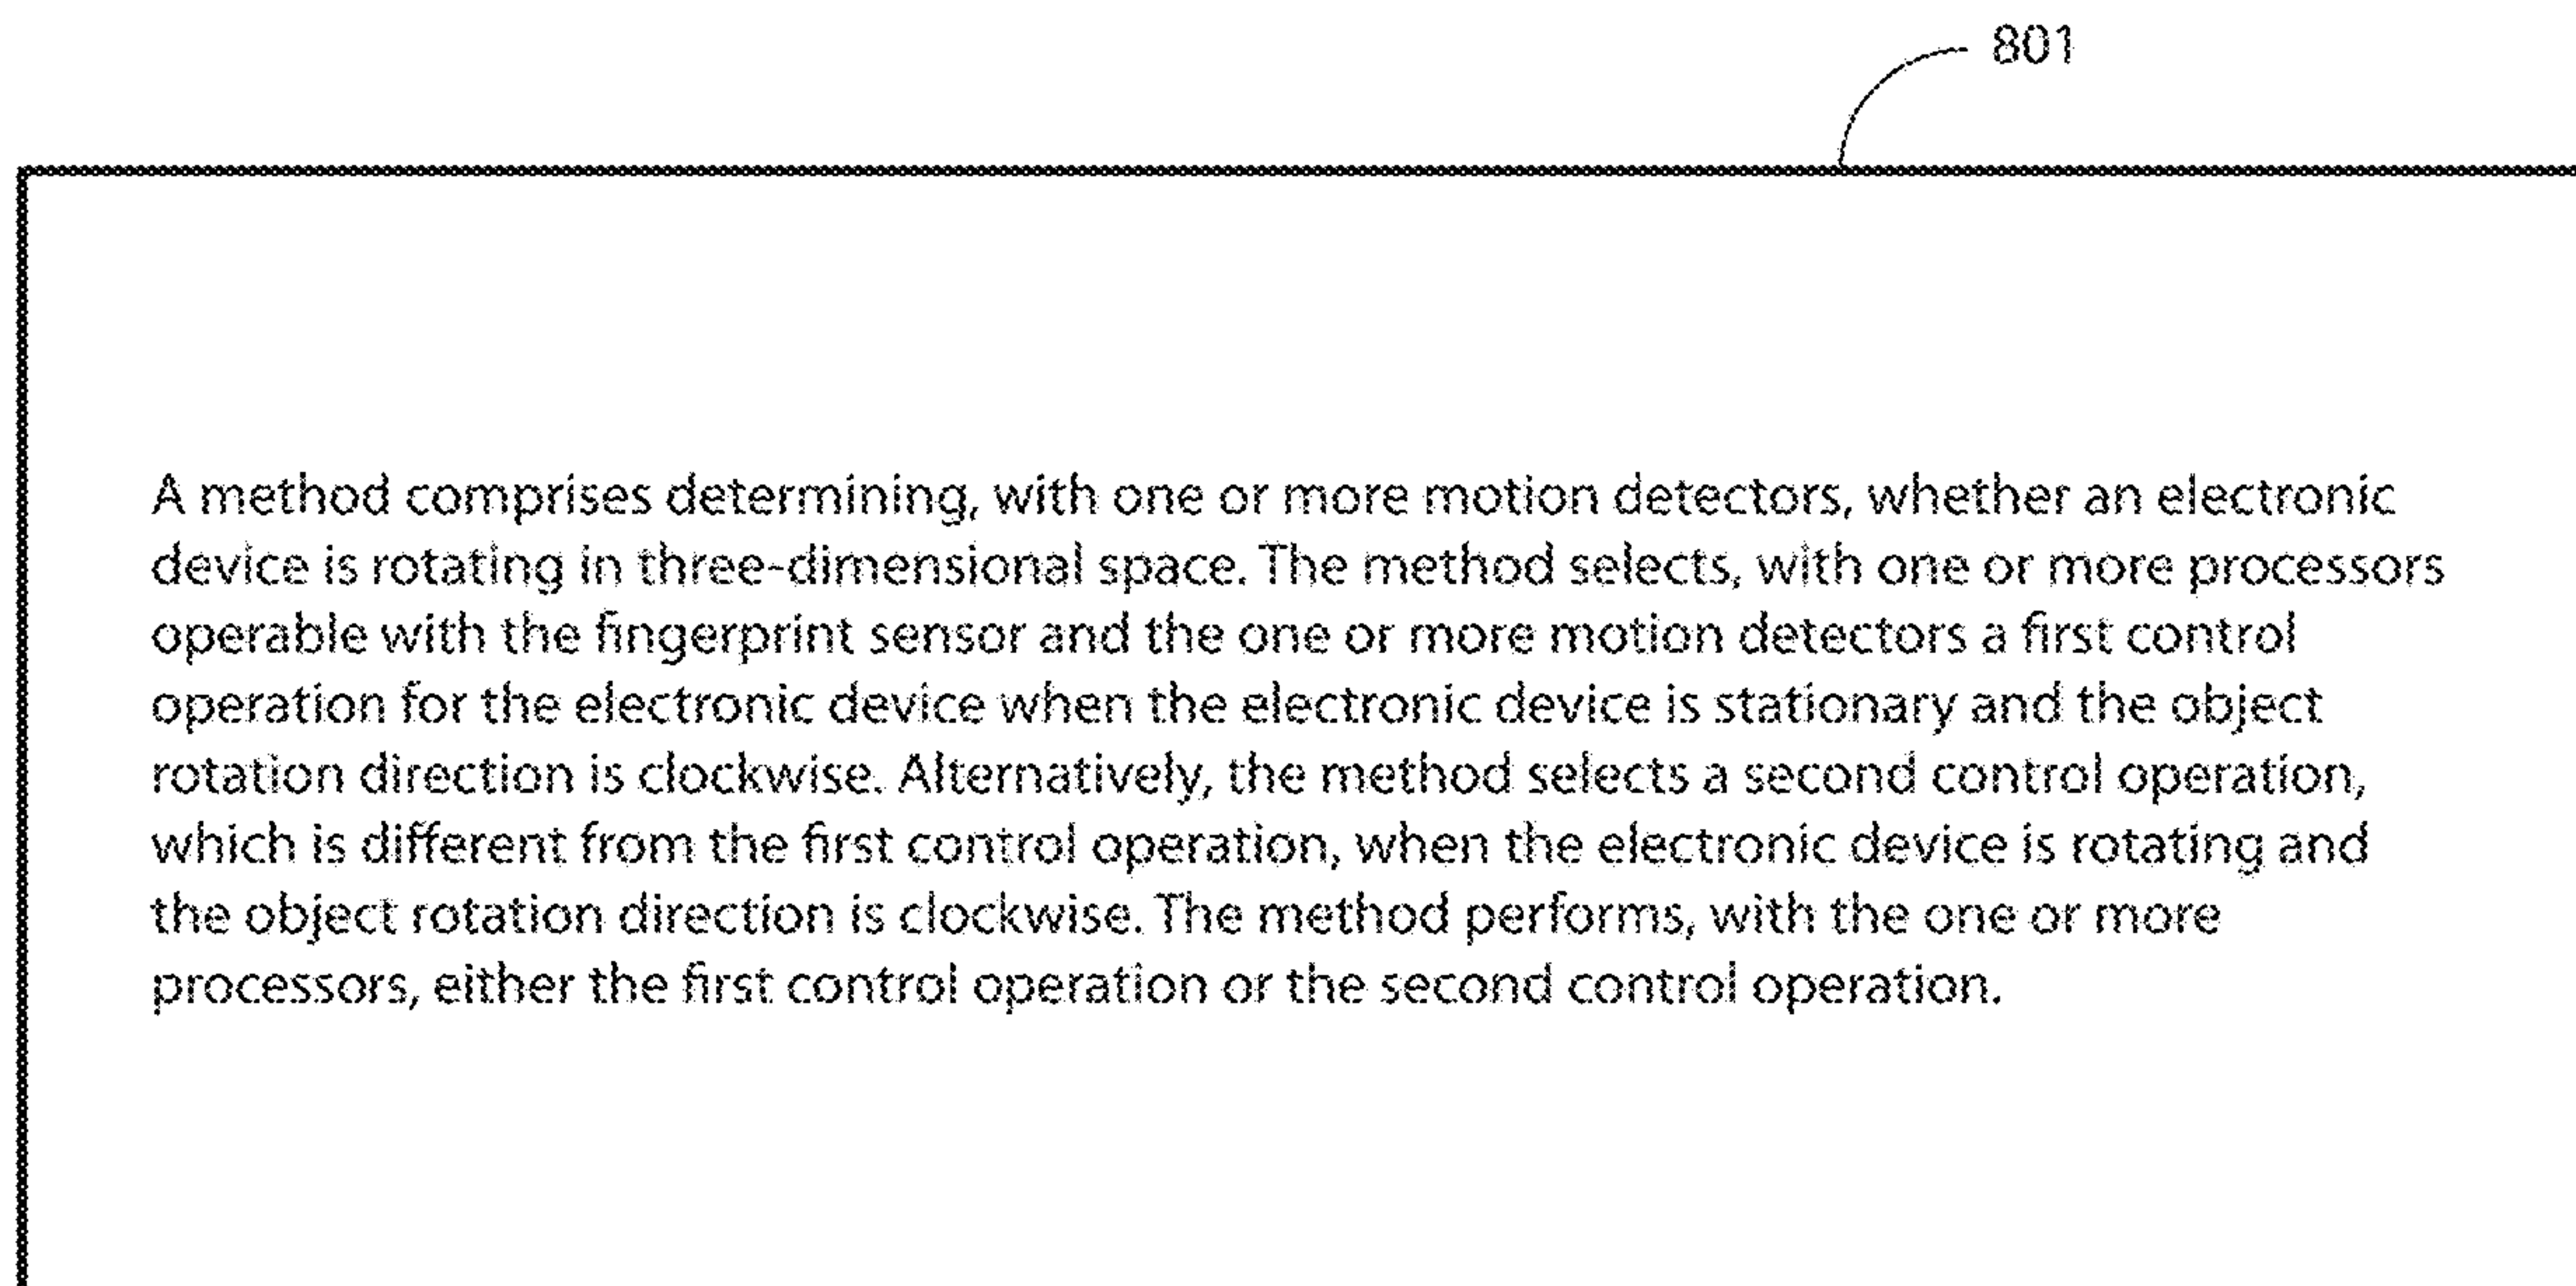 801
A method comprises determining, with one or more motion detectors, whether an electronic
device is rotating in three-dimensional space. The method selects, with one or more processors
operable with the fingerprint sensor and the one or more motion detectors a first control
operation for the electronic device when the electronic device is stationary and the object
rotation direction is clockwise. Alternatively, the method selects a second control operation,
which is different from the first control operation, when the electronic device is rotating and
the object rotation direction is clockwise. The method performs, with the one or more
processors, either the first control operation or the second control operation.